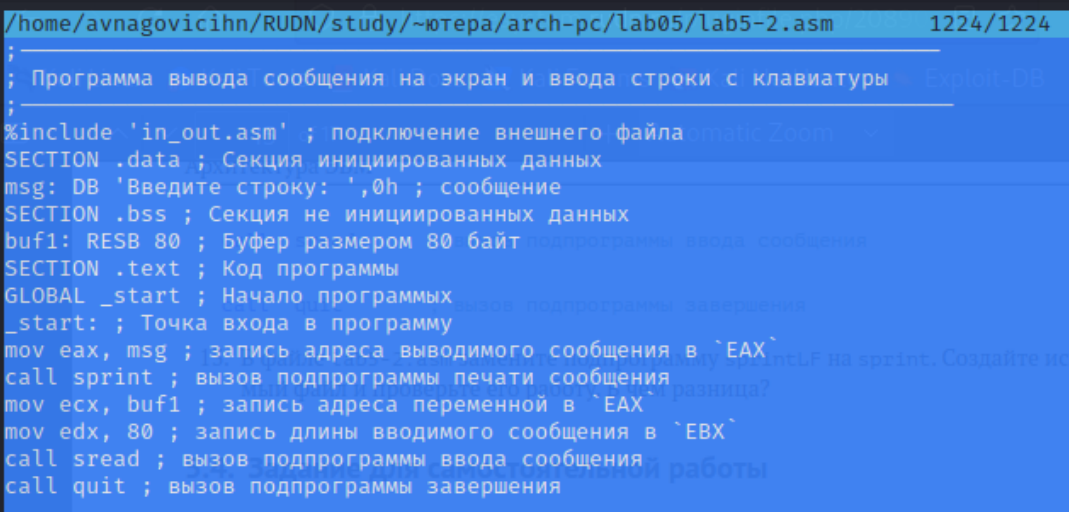 /home/avnagovicihn/RUDN/study/~ютера/arch-pc/lab05/lab5-2.asm 1224/1224
;────────────────────────────────────────
; Программа вывода сообщения на экран и ввода строки с клавиатуры
;────────────────────────────────────────
%include 'in_out.asm' ; подключение внешнего файла
SECTION .data ; Секция инициированных данных
msg: DB 'Введите строку: ',0h ; сообщение
SECTION .bss ; Секция не инициированных данных
buf1: RESB 80 ; Буфер размером 80 байт
SECTION .text ; Код программы
GLOBAL _start ; Начало программых
_start: ; Точка входа в программу
mov eax, msg ; запись адреса выводимого сообщения в `EAX`
call sprint ; вызов подпрограммы печати сообщения
mov ecx, buf1 ; запись адреса переменной в `EAX`
mov edx, 80 ; запись длины вводимого сообщения в `EBX`
call sread ; вызов подпрограммы ввода сообщения
call quit ; вызов подпрограммы завершения